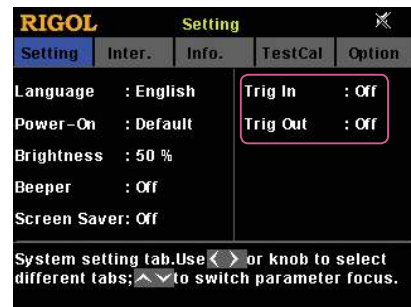 RIGOL Setting
Setting Inter. Info. TestCal Option
Language : English Trig In : Off
Power-On : Default Trig Out : Off
Brightness : 50 %
Beeper : Off
Screen Saver: Off
System setting tab.Use < > or knob to select
different tabs; ∧ ∨ to switch parameter focus.